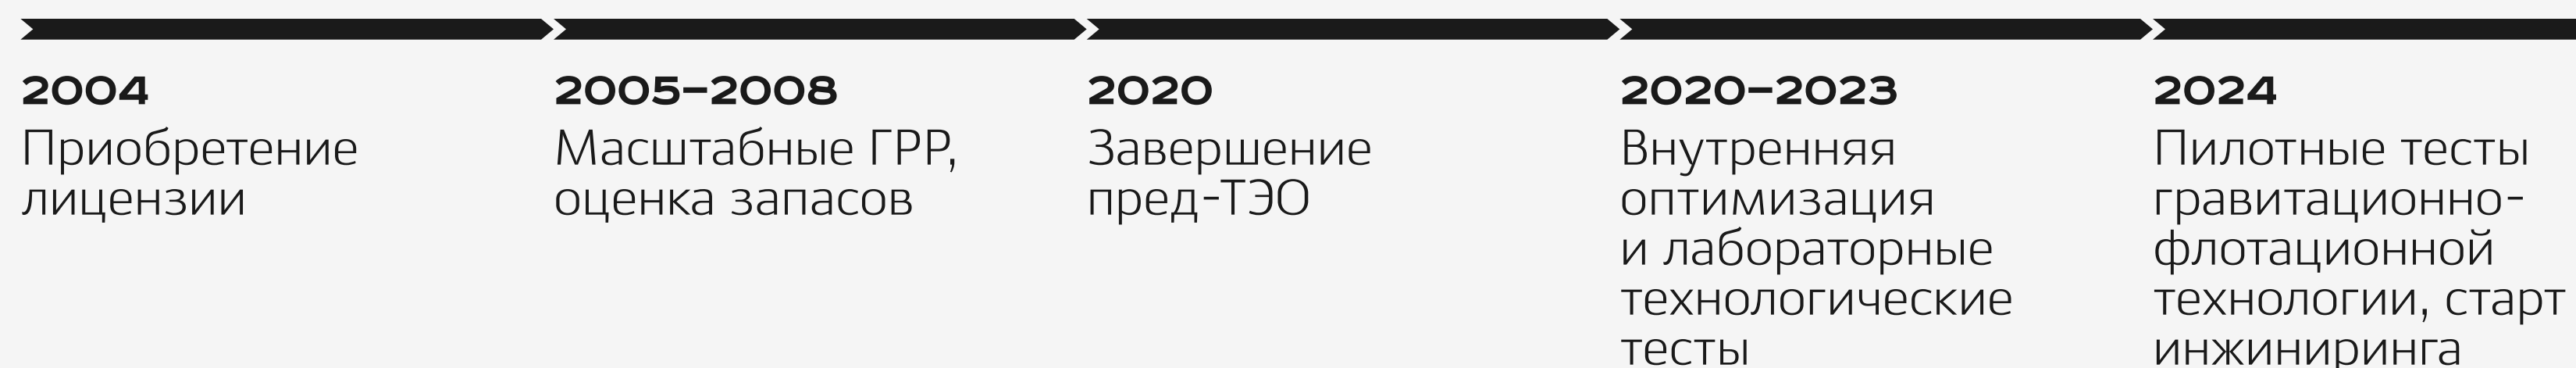 2004
Приобретение
лицензии
2005–2008
Масштабные ГРР,
оценка запасов
2020
Завершение
пред-ТЭО
2020–2023
Внутренняя
оптимизация
и лабораторные
технологические
тесты
2024
Пилотные тесты
гравитационно-
флотационной
технологии, старт
инжиниринга